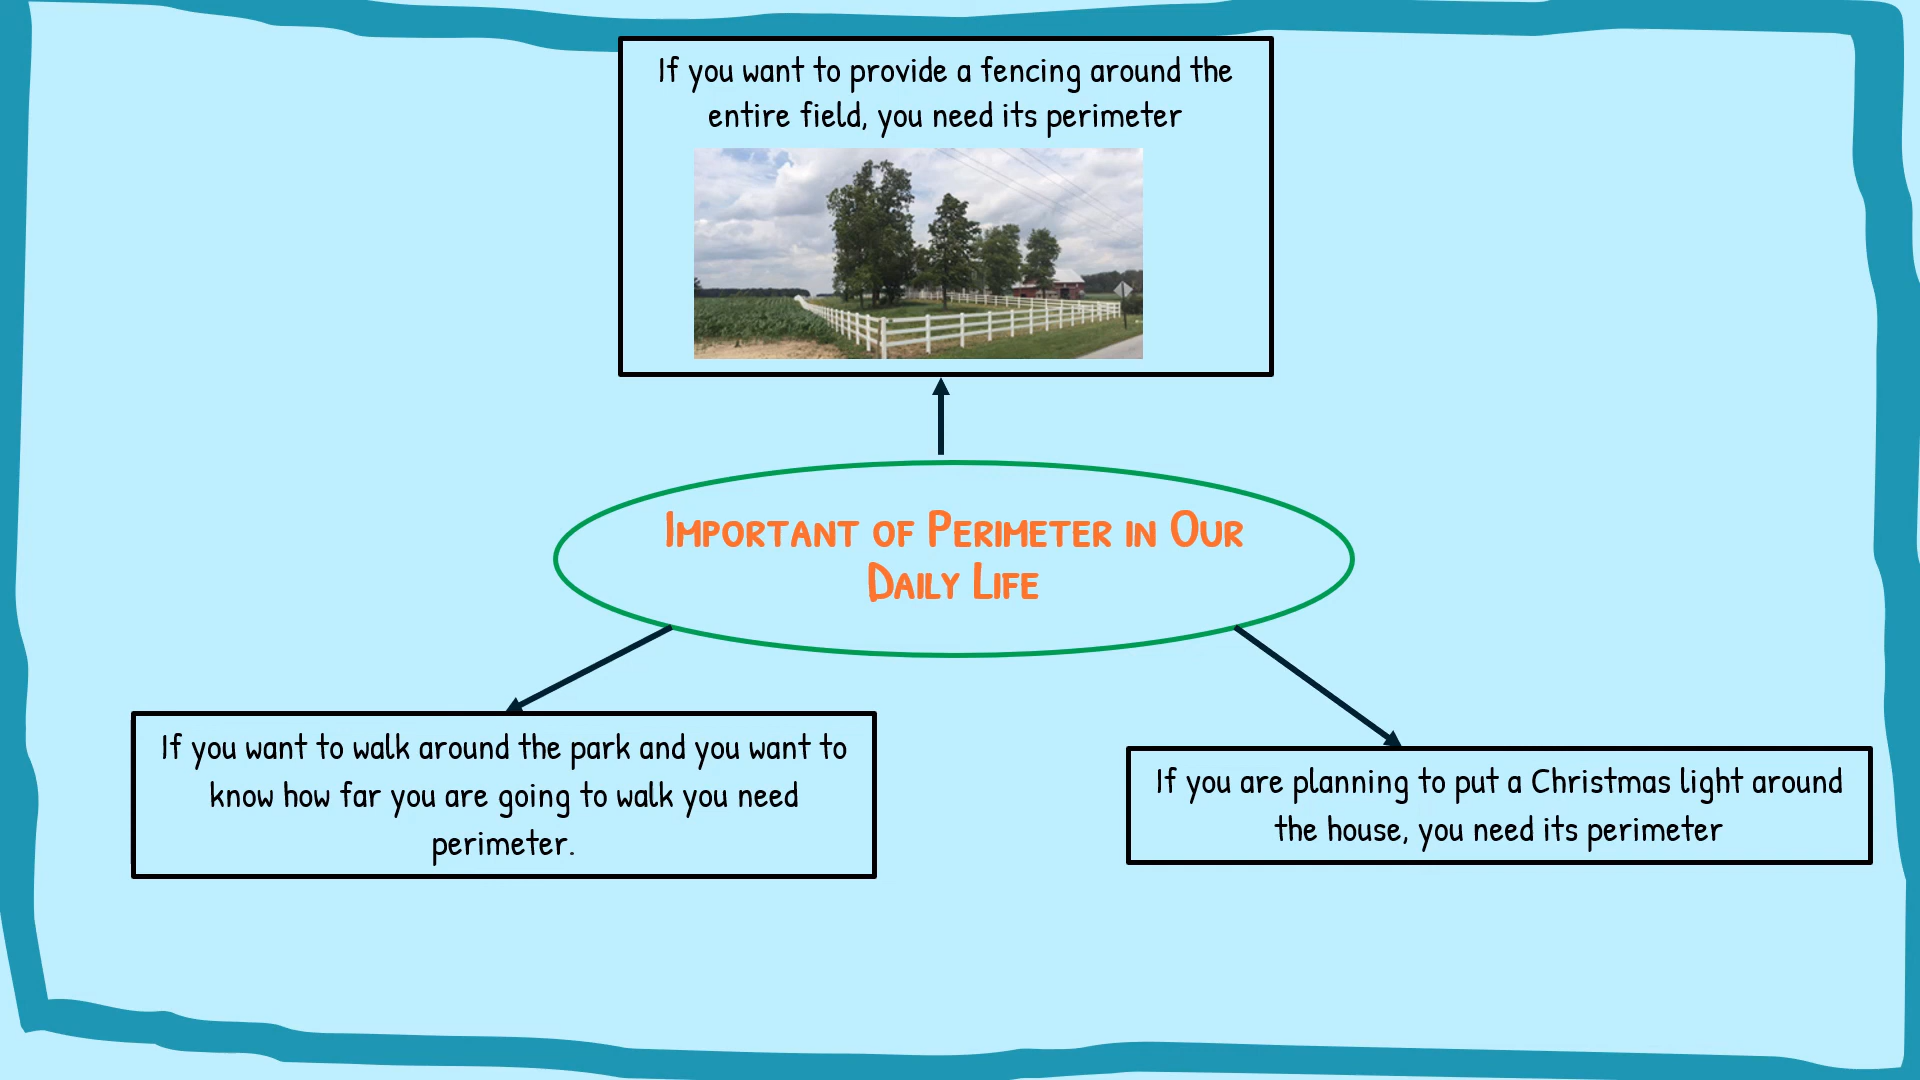 If you want to provide a fencing around the
entire field, you need its perimeter
Important of Perimeter in Our
Daily Life
If you want to walk around the park and you want to
know how far you are going to walk you need
perimeter.
If you are planning to put a Christmas light around
the house, you need its perimeter